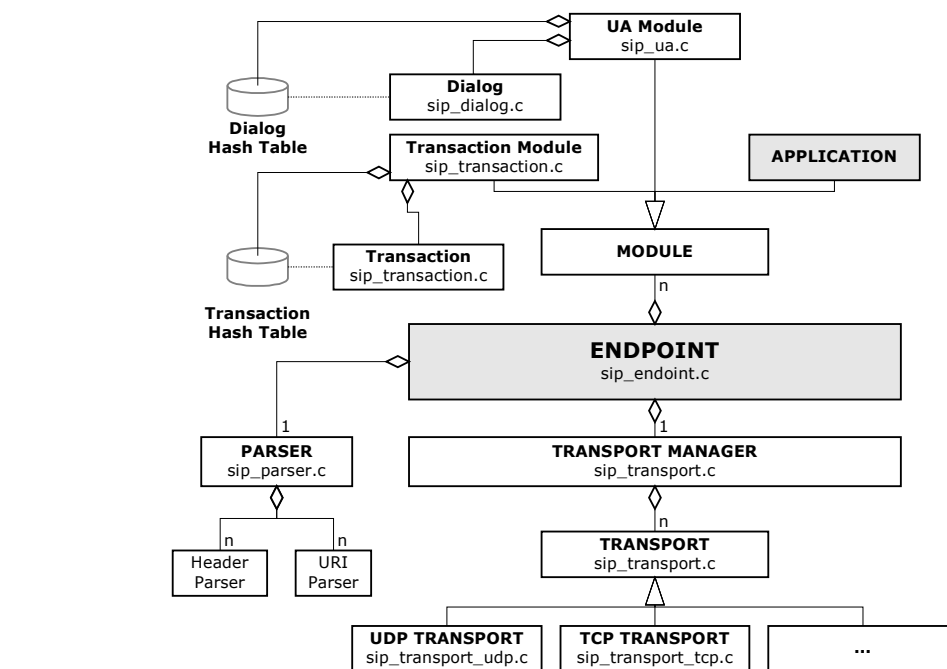 UA Module
sip_ua.c
Dialog
sip_dialog.c
Dialog
Hash Table
Transaction Module
sip_transaction.c
APPLICATION
MODULE
n
Transaction
sip_transaction.c
Transaction
Hash Table
ENDPOINT
sip_endoint.c
1
1
PARSER
sip_parser.c
TRANSPORT MANAGER
sip_transport.c
n
n
n
Header
Parser
URI
Parser
TRANSPORT
sip_transport.c
UDP TRANSPORT
sip_transport_udp.c
TCP TRANSPORT
sip_transport_tcp.c
...